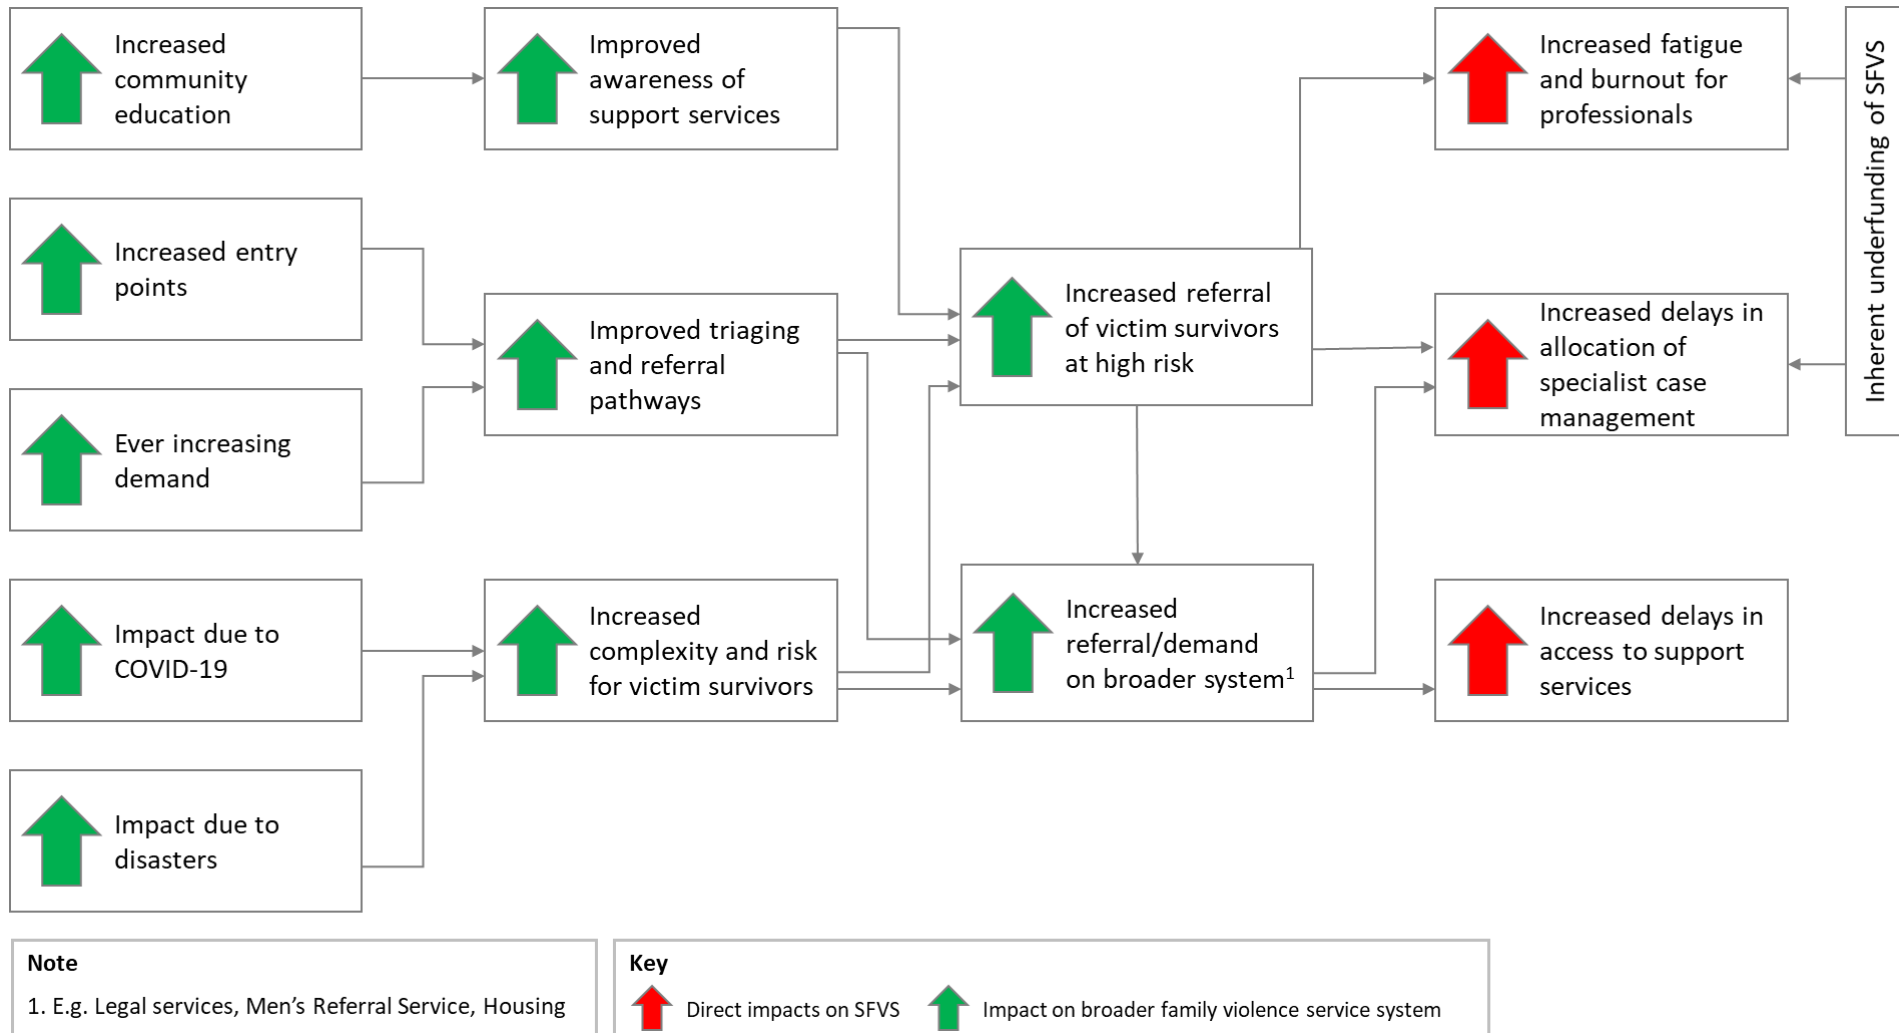 Increased
community
education
Improved
awareness of
support services
Increased fatigue
and burnout for
professionals
Inherent underfunding of SFVS
Increased entry
points
Increased referral
of victim survivors
at high risk
Improved triaging
and referral
pathways
Increased delays in
allocation of
specialist case
management
Ever increasing
demand
Impact due to
COVID-19
Increased
complexity and risk
for victim survivors
Increased
referral/demand
on broader system¹
Increased delays in
access to support
services
Impact due to
disasters
Note
1. E.g. Legal services, Men’s Referral Service, Housing
Key
Direct impacts on SFVS
Impact on broader family violence service system